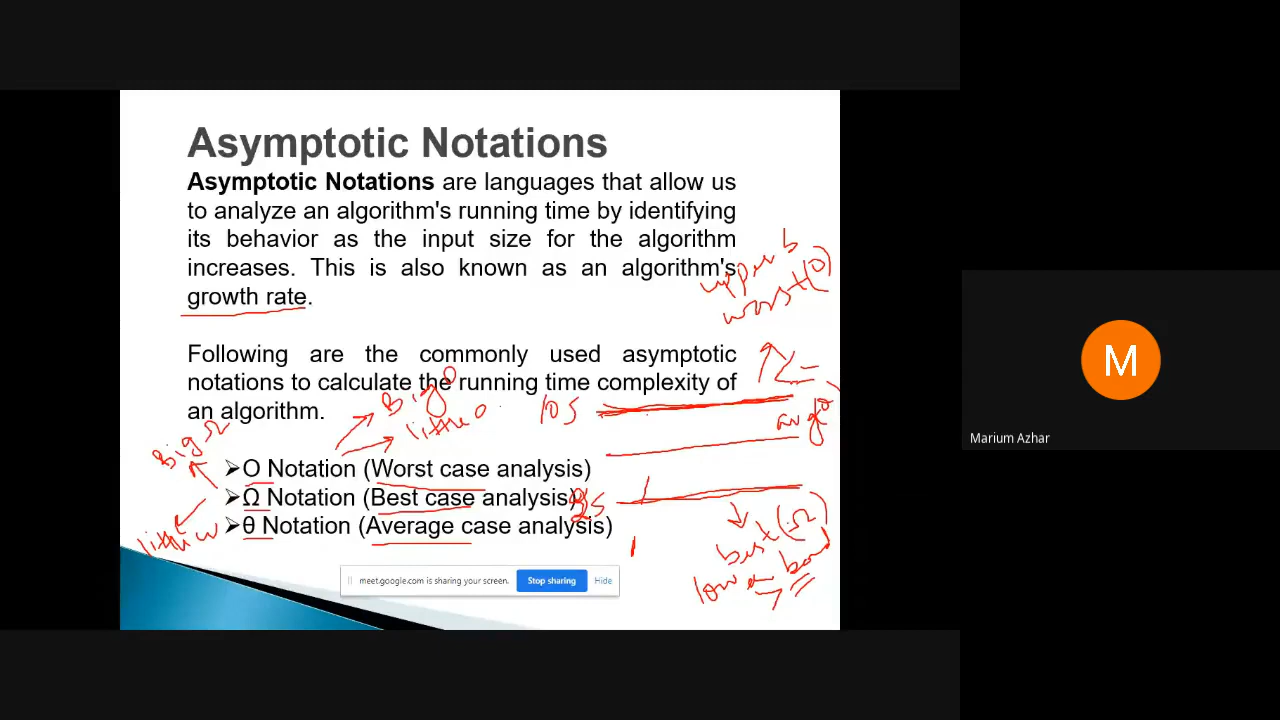 Asymptotic Notations
Asymptotic Notations are languages that allow us
to analyze an algorithm's running time by identifying
its behavior as the input size for the algorithm
increases. This is also known as an algorithm's
growth rate.
upper b
worst(O)
Following are the commonly used asymptotic
notations to calculate the running time complexity of
an algorithm.
Big O
little o
10s
avg
Big Ω
little w
➢O Notation (Worst case analysis)
➢Ω Notation (Best case analysis)
➢θ Notation (Average case analysis)
best(Ω)
lower
meet.google.com is sharing your screen.
Stop sharing
Hide
M
Marium Azhar